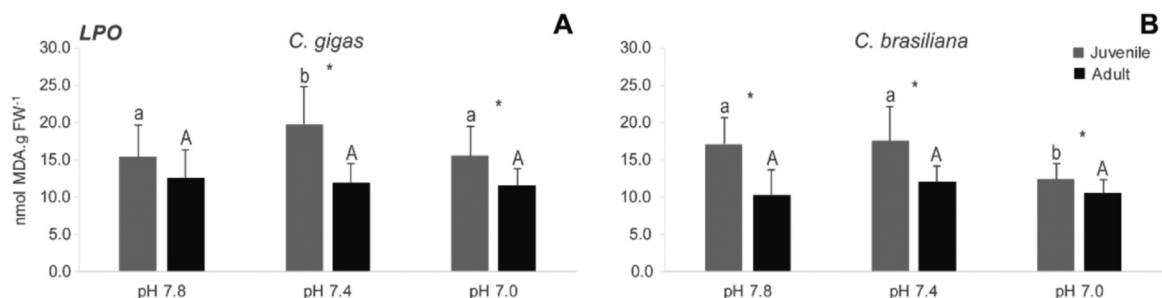 LPO
C. gigas
A
nmol MDA.g FW-1
30.0
25.0
20.0
15.0
10.0
5.0
0.0
a
A
b
*
A
a
*
A
pH 7.8
pH 7.4
pH 7.0
C. brasiliana
B
Juvenile
Adult
30.0
25.0
20.0
15.0
10.0
5.0
0.0
a
*
A
a
*
A
b
*
A
pH 7.8
pH 7.4
pH 7.0